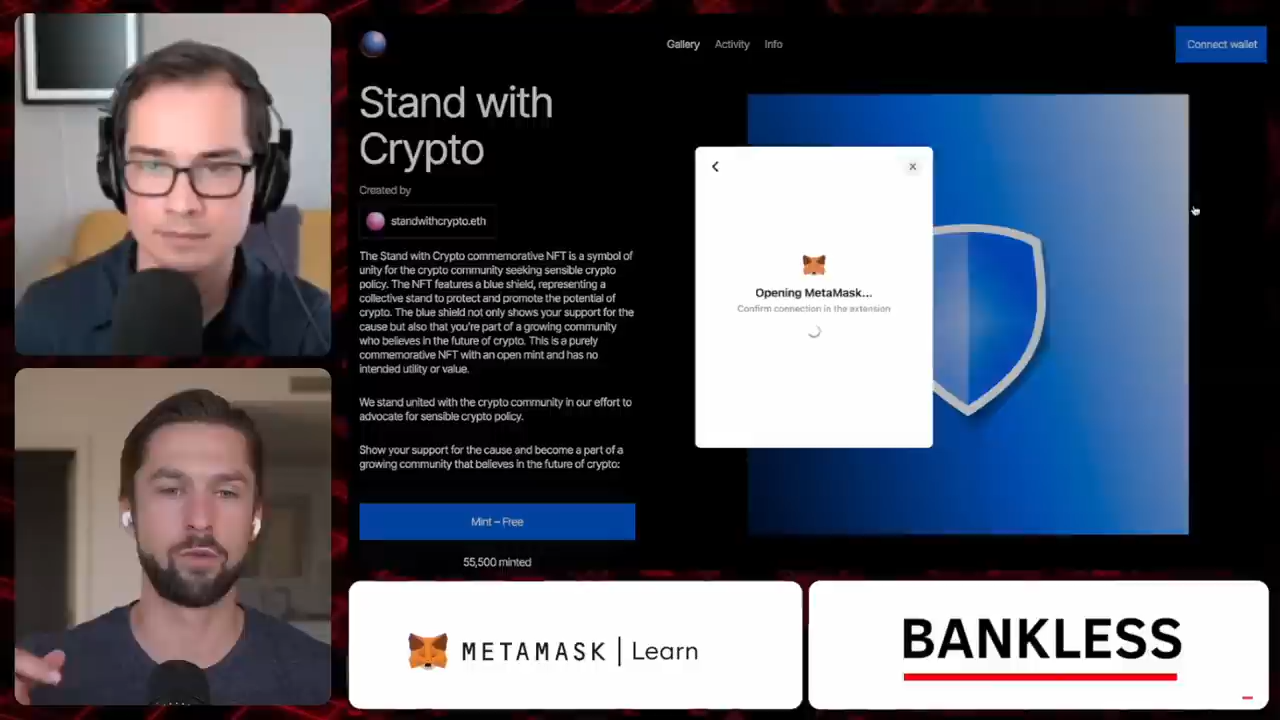 Gallery Activity Info
Connect wallet
Stand with
Crypto
Created by
standwithcrypto.eth
The Stand with Crypto commemorative NFT is a symbol of
unity for the crypto community seeking sensible crypto
policy. The NFT features a blue shield, representing a
collective stand to protect and promote the potential of
crypto. The blue shield not only shows your support for the
cause but also that you're part of a growing community
who believes in the future of crypto. This is a purely
commemorative NFT with an open mint and has no
intended utility or value.
We stand united with the crypto community in our effort to
advocate for sensible crypto policy.
Show your support for the cause and become a part of a
growing community that believes in the future of crypto:
Mint – Free
55,500 minted
Opening MetaMask...
Confirm connection in the extension
METAMASK | Learn
BANKLESS